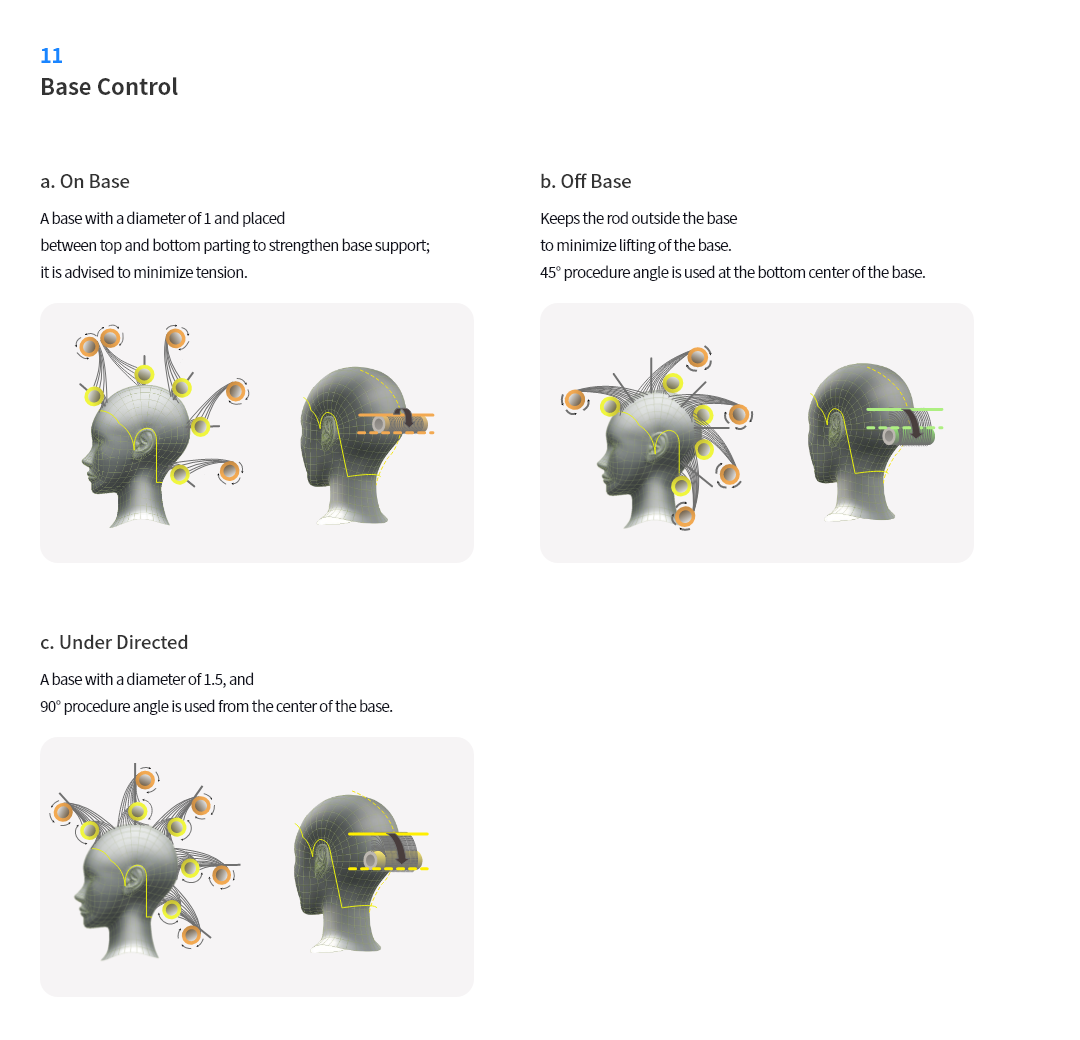 11
Base Control
a. On Base
A base with a diameter of 1 and placed
between top and bottom parting to strengthen base support;
it is advised to minimize tension.
b. Off Base
Keeps the rod outside the base
to minimize lifting of the base.
45° procedure angle is used at the bottom center of the base.
c. Under Directed
A base with a diameter of 1.5, and
90° procedure angle is used from the center of the base.